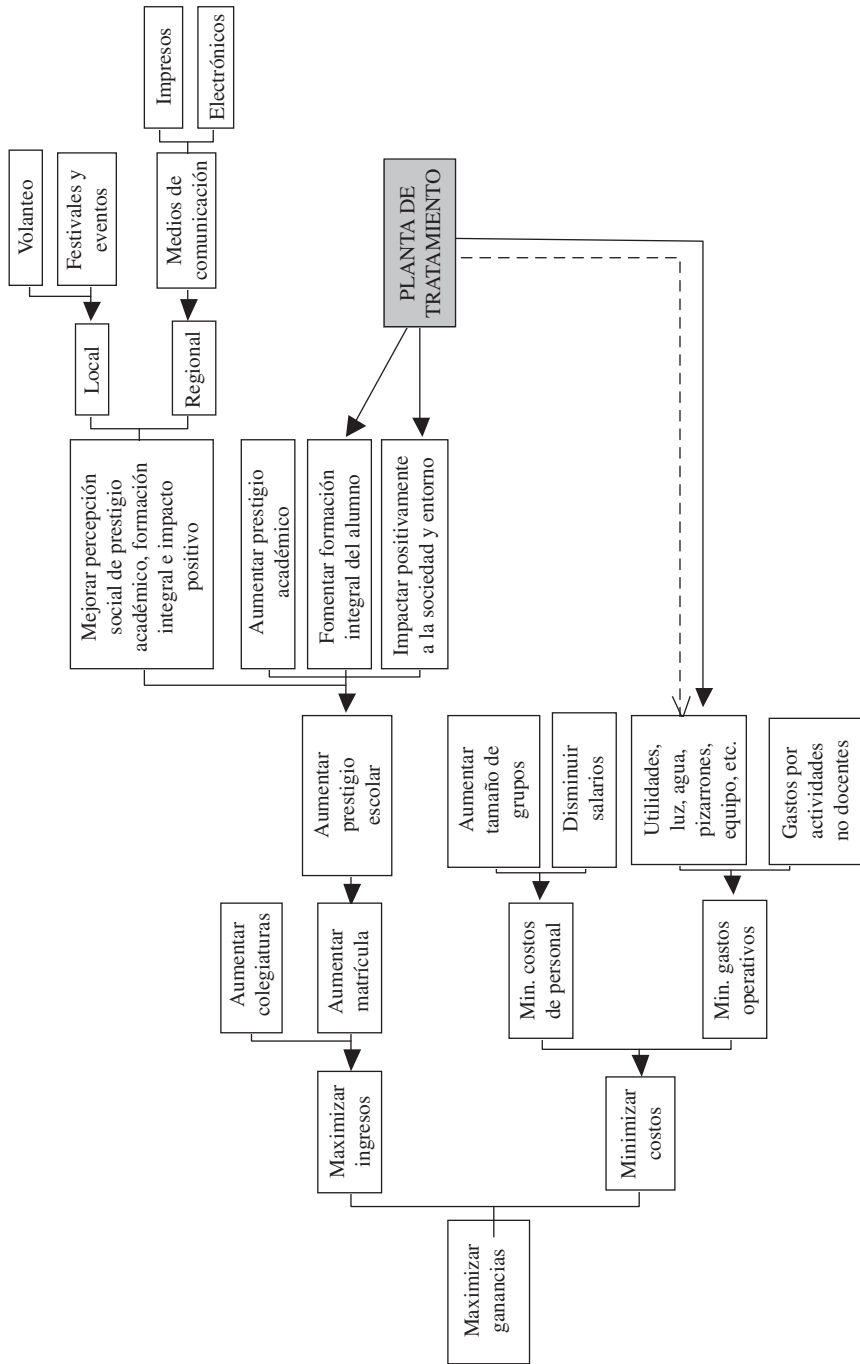 Maximizar
ganancias
Maximizar
ingresos
Minimizar
costos
Aumentar
colegiaturas
Aumentar
matrícula
Min. costos
de personal
Min. gastos
operativos
Aumentar
prestigio
escolar
Aumentar
tamaño de
grupos
Disminuir
salarios
Utilidades,
luz, agua,
pizarrones,
equipo, etc.
Gastos por
actividades
no docentes
Mejorar percepción
social de prestigio
académico, formación
integral e impacto
positivo
Aumentar prestigio
académico
Fomentar formación
integral del alumno
Impactar positivamente
a la sociedad y entorno
Local
Regional
PLANTA DE
TRATAMIENTO
Volanteo
Festivales y
eventos
Medios de
comunicación
Impresos
Electrónicos